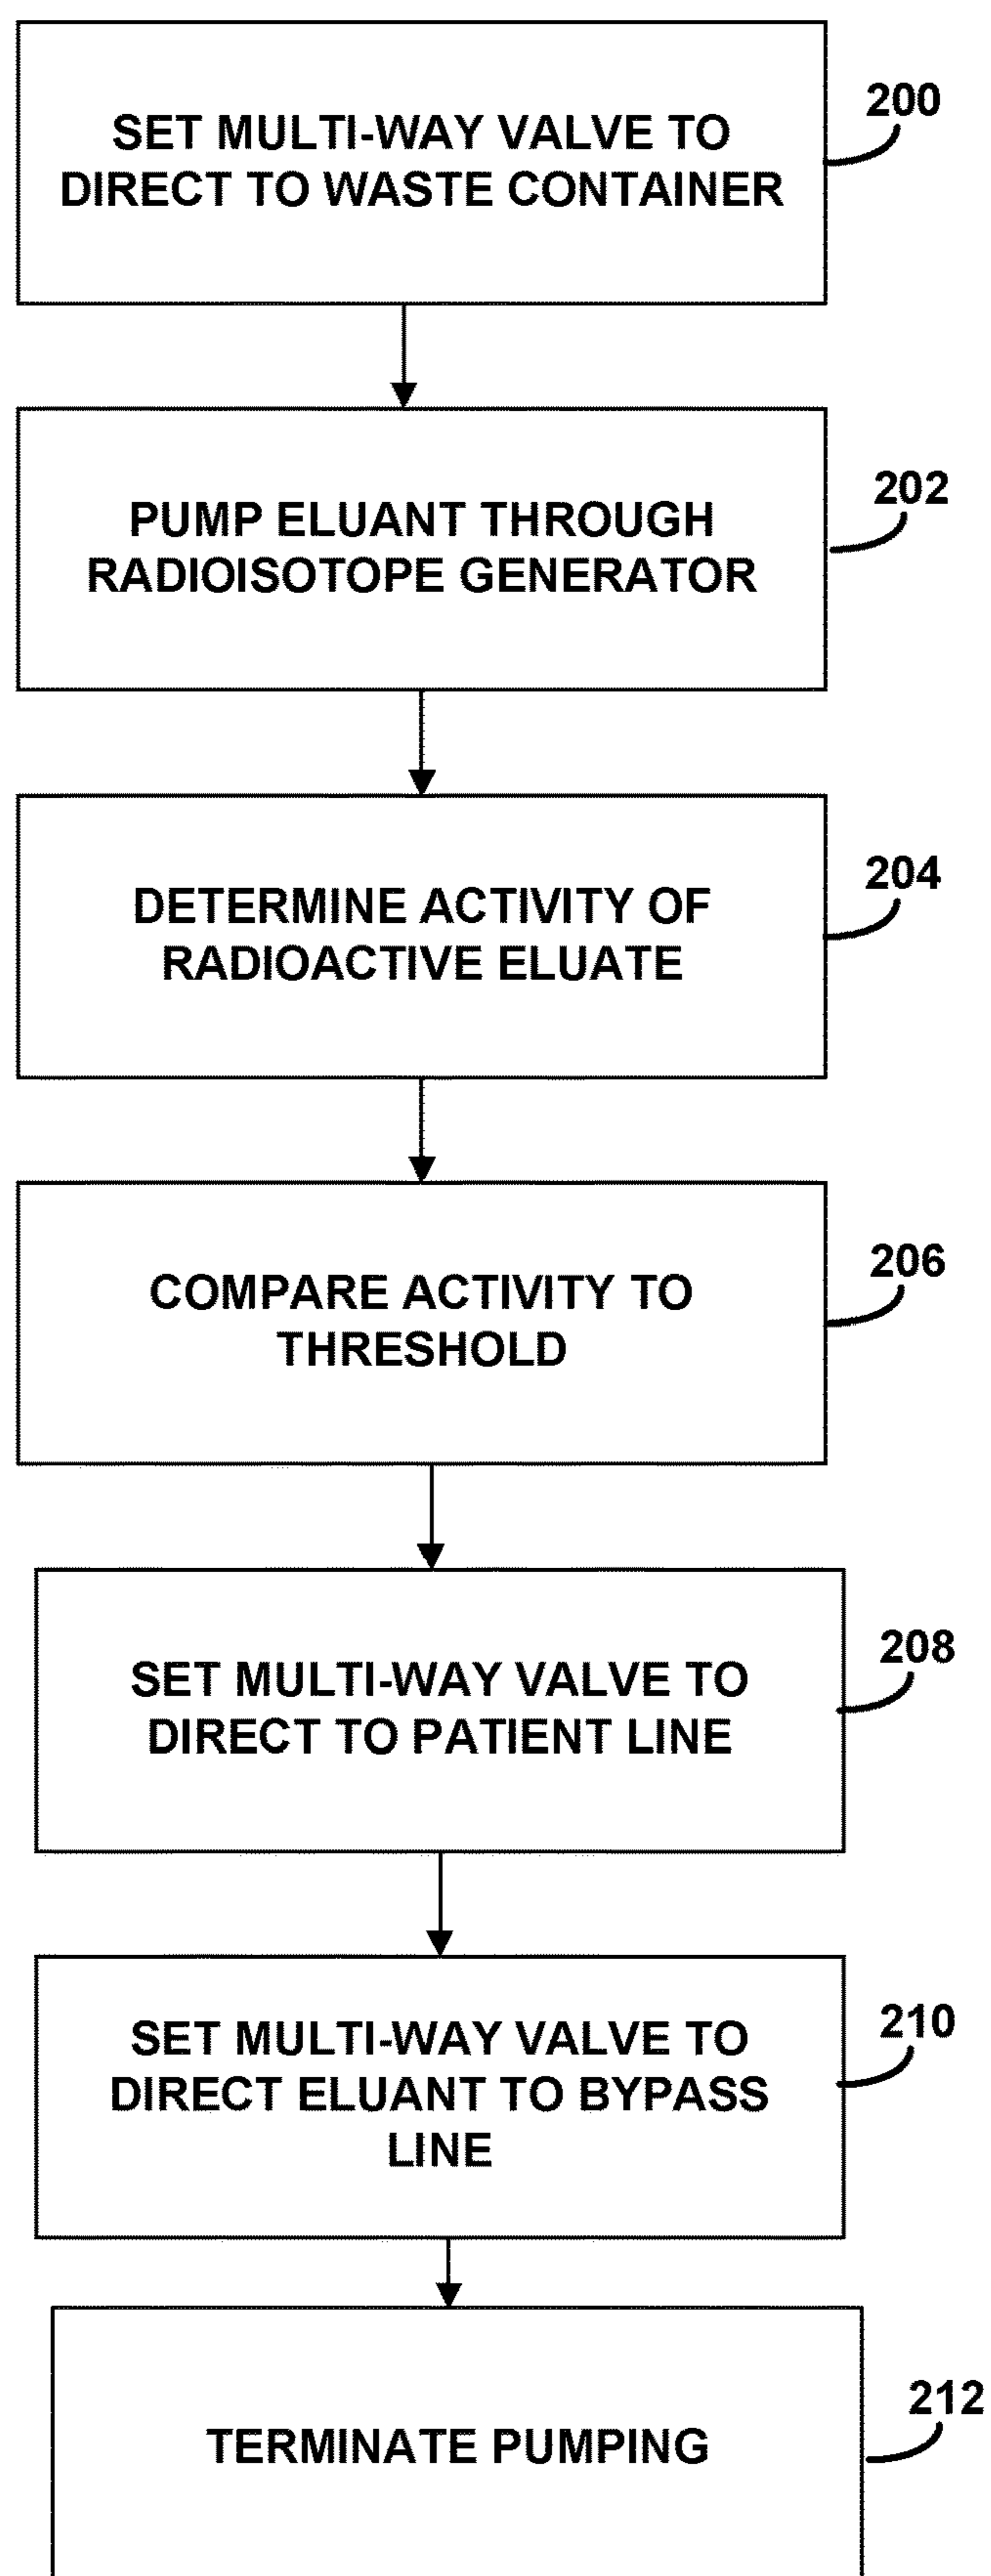 SET MULTI-WAY VALVE TO
DIRECT TO WASTE CONTAINER
200
PUMP ELUANT THROUGH
RADIOISOTOPE GENERATOR
202
DETERMINE ACTIVITY OF
RADIOACTIVE ELUATE
204
COMPARE ACTIVITY TO
THRESHOLD
206
SET MULTI-WAY VALVE TO
DIRECT TO PATIENT LINE
208
SET MULTI-WAY VALVE TO
DIRECT ELUANT TO BYPASS
LINE
210
TERMINATE PUMPING
212